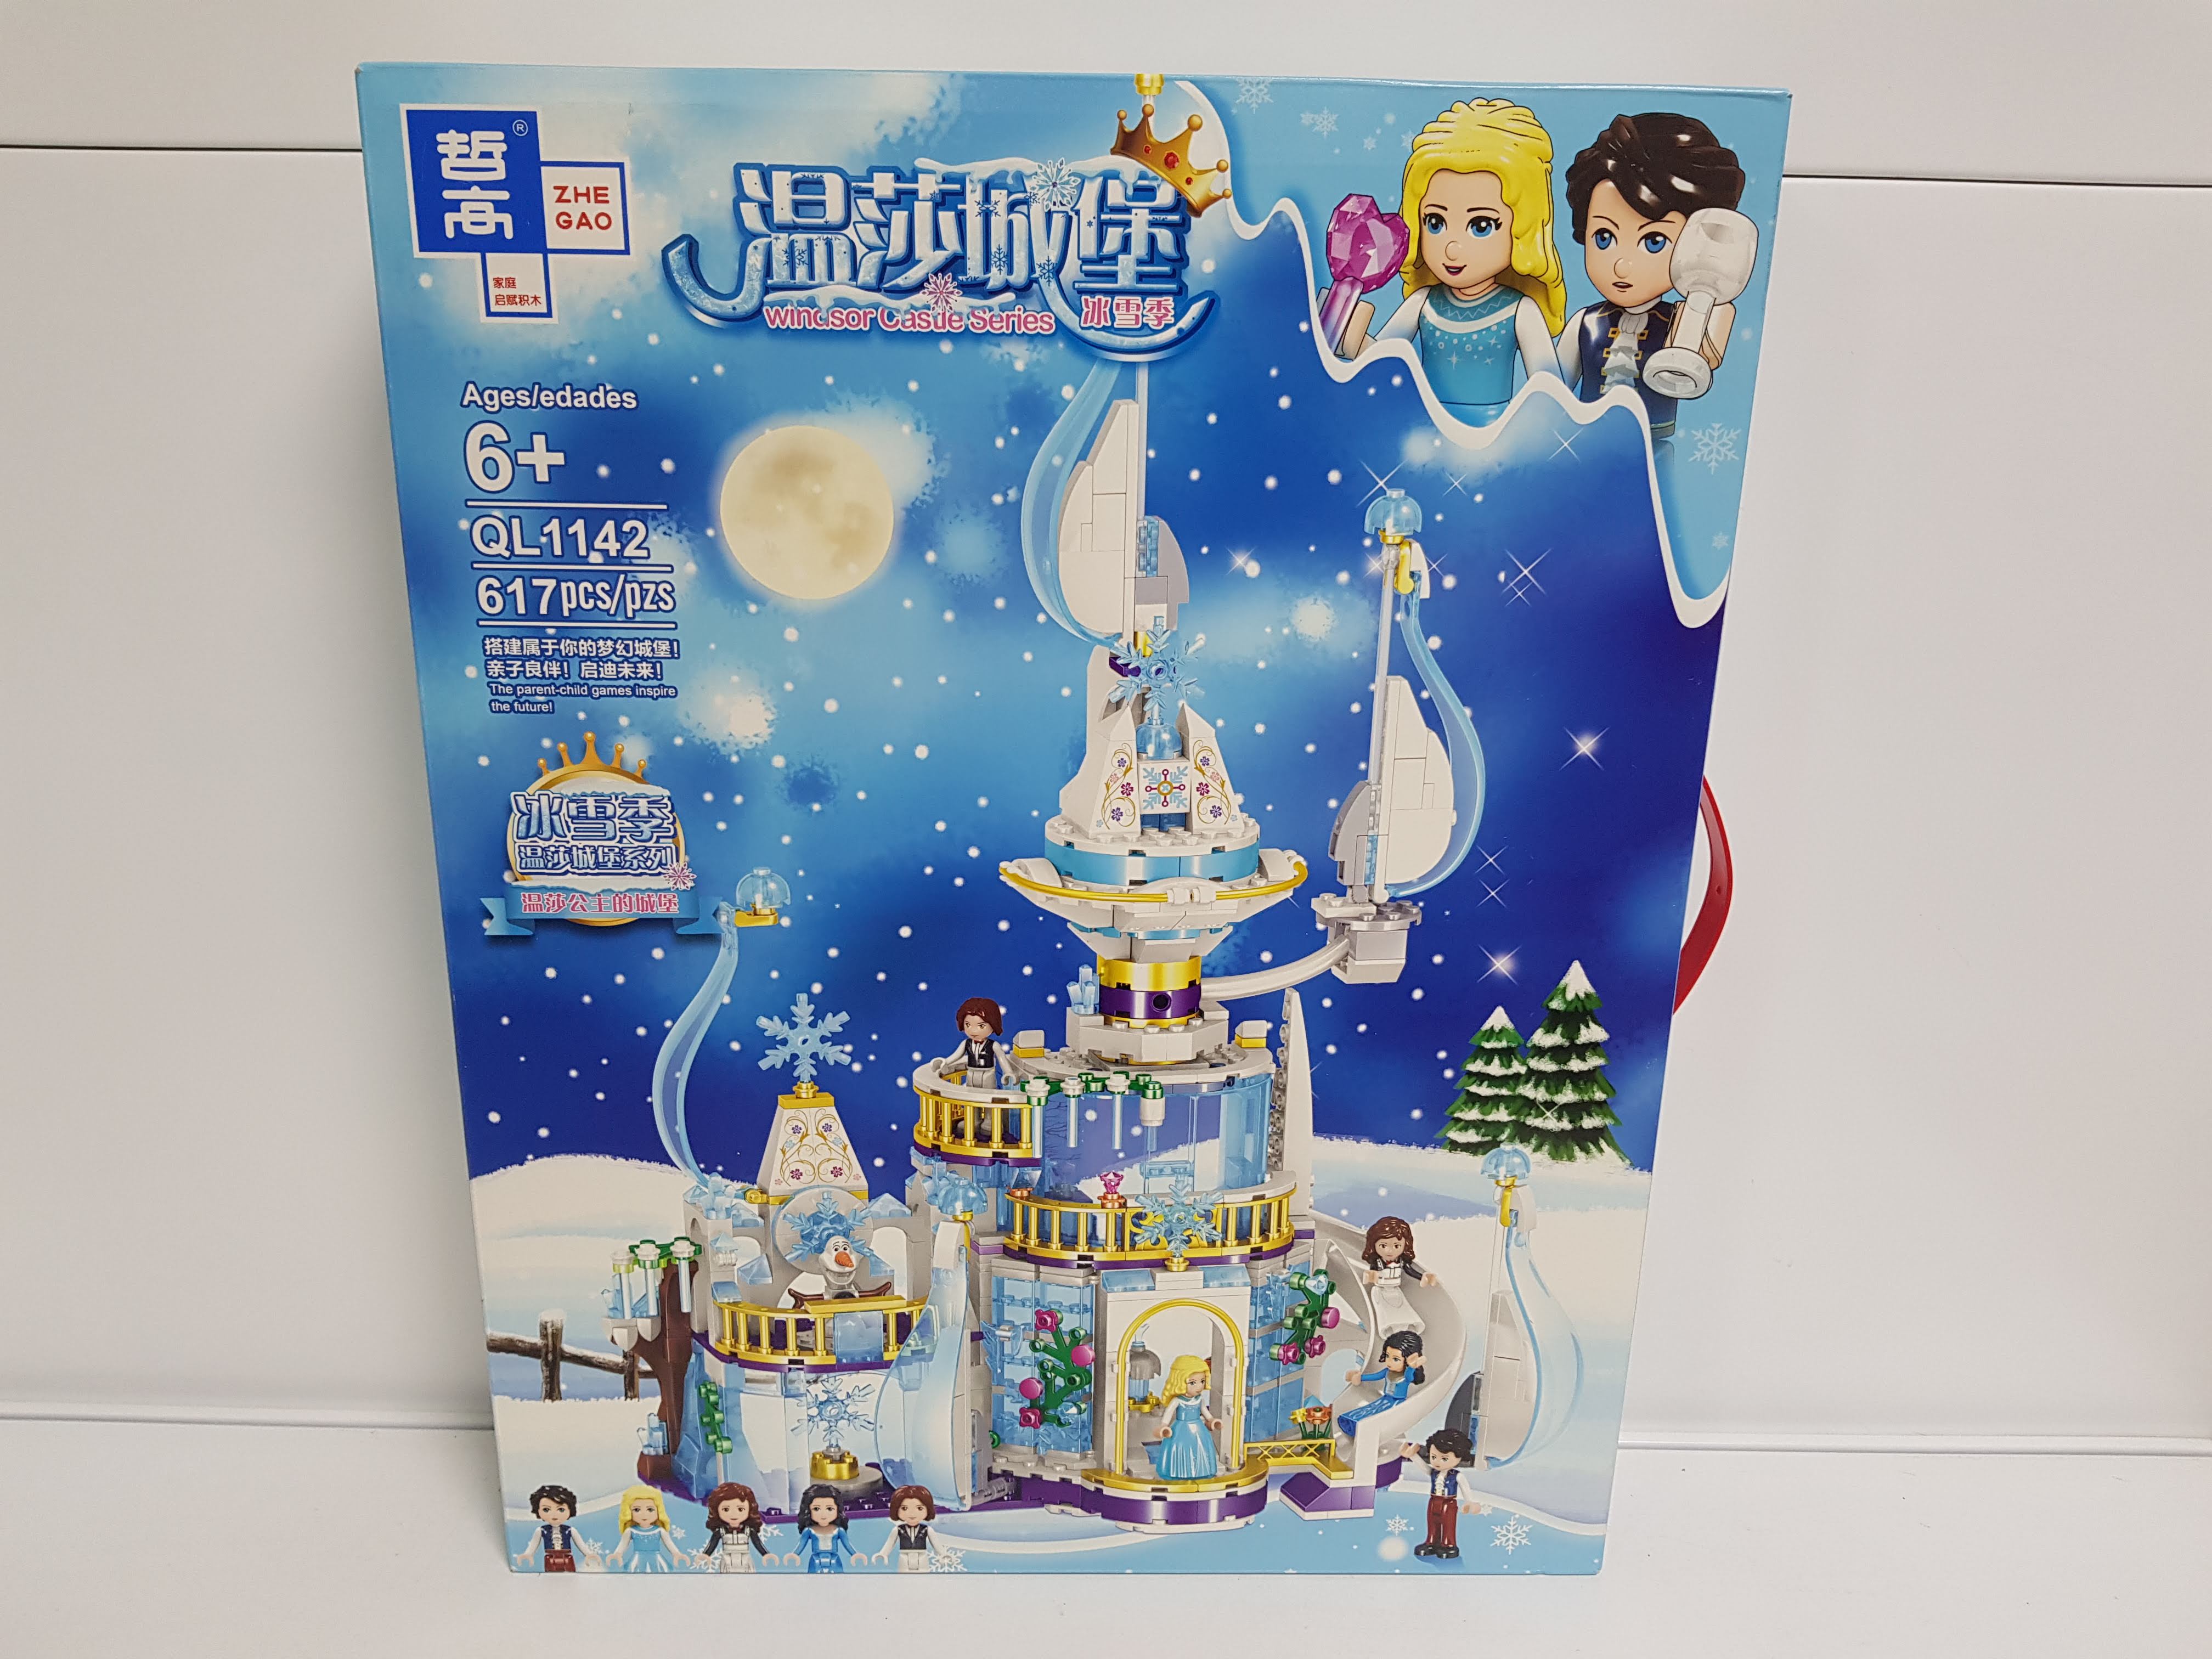 哲高®
ZHE
GAO
家庭
启赋积木
温莎城堡
Windsor Castle Series
冰雪季
Ages/edades
6+
QL1142
617pcs/pzs
搭建属于你的梦幻城堡！
亲子良伴！启迪未来！
The parent-child games inspire
the future!
冰雪季
温莎城堡系列
温莎公主的城堡